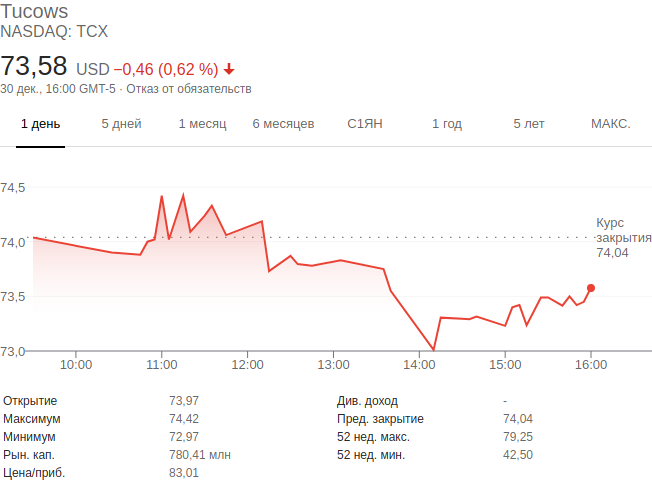 Tucows
NASDAQ: TCX
73,58 USD −0,46 (0,62 %)
30 дек., 16:00 GMT-5 · Отказ от обязательств
1 день 5 дней 1 месяц 6 месяцев С1ЯН 1 год 5 лет МАКС.
74,5
74,0
73,5
73,0
Курс
закрытия
74,04
10:00 11:00 12:00 13:00 14:00 15:00 16:00
Открытие 73,97 Див. доход -
Максимум 74,42 Пред. закрытие 74,04
Минимум 72,97 52 нед. макс. 79,25
Рын. кап. 780,41 млн 52 нед. мин. 42,50
Цена/приб. 83,01